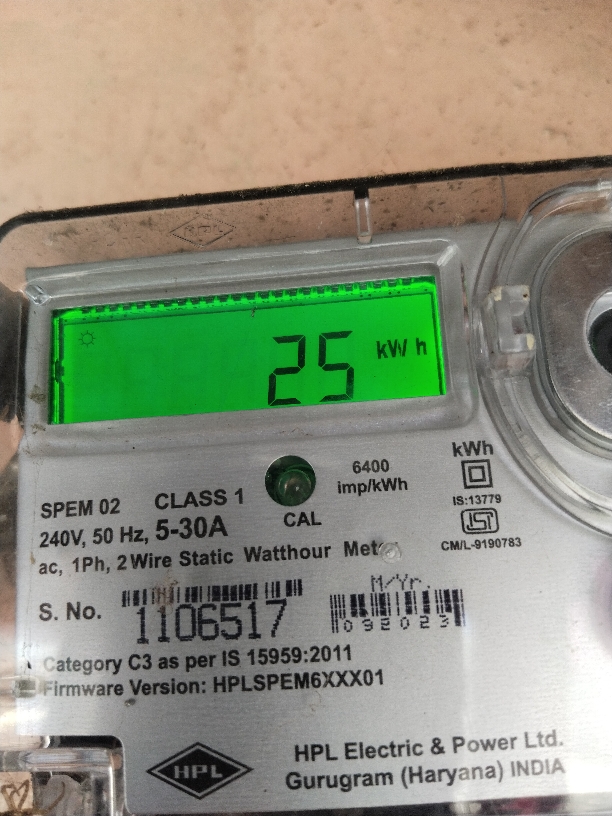 HPL
25 kWh
6400
imp/kWh
kWh
IS:13779
ISI
CM/L-9190783
CAL
SPEM 02 CLASS 1
240V, 50 Hz, 5-30A
ac, 1Ph, 2 Wire Static Watthour
M/Yr.
S. No. 1106517
092023
Category C3 as per IS 15959:2011
Firmware Version: HPLSPEM6XXX01
HPL
HPL Electric & Power Ltd.
Gurugram (Haryana) INDIA